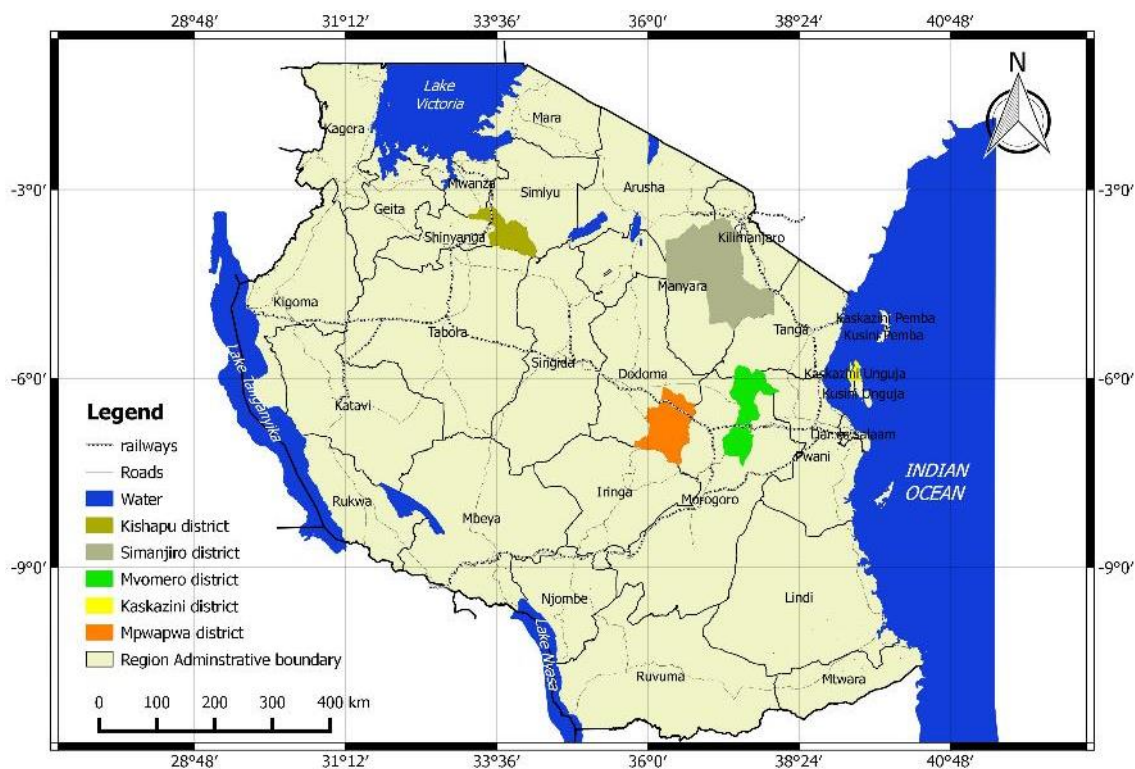 28°48′ 31°12′ 33°36′ 36°0′ 38°24′ 40°48′
N
Lake
Victoria
Kagera
Mara
-3°0′ -3°0′
Mwanza
Simiyu
Arusha
Geita
Shinyanga
Kilimanjaro
Manyara
Kigoma
Tabora
Tanga
Kaskazini Pemba
Kusini Pemba
Singida
Dodoma
Kaskazini Unguja
-6°0′ -6°0′
Kusini Unguja
Lake Tanganyika
Katavi
Dar es Salaam
Pwani
INDIAN
OCEAN
Iringa
Morogoro
Rukwa
Mbeya
-9°0′ -9°0′
Njombe
Lindi
Lake Nyasa
Ruvuma
Mtwara
Legend
railways
Roads
Water
Kishapu district
Simanjiro district
Mvomero district
Kaskazini district
Mpwapwa district
Region Adminstrative boundary
0 100 200 300 400 km
28°48′ 31°12′ 33°36′ 36°0′ 38°24′ 40°48′